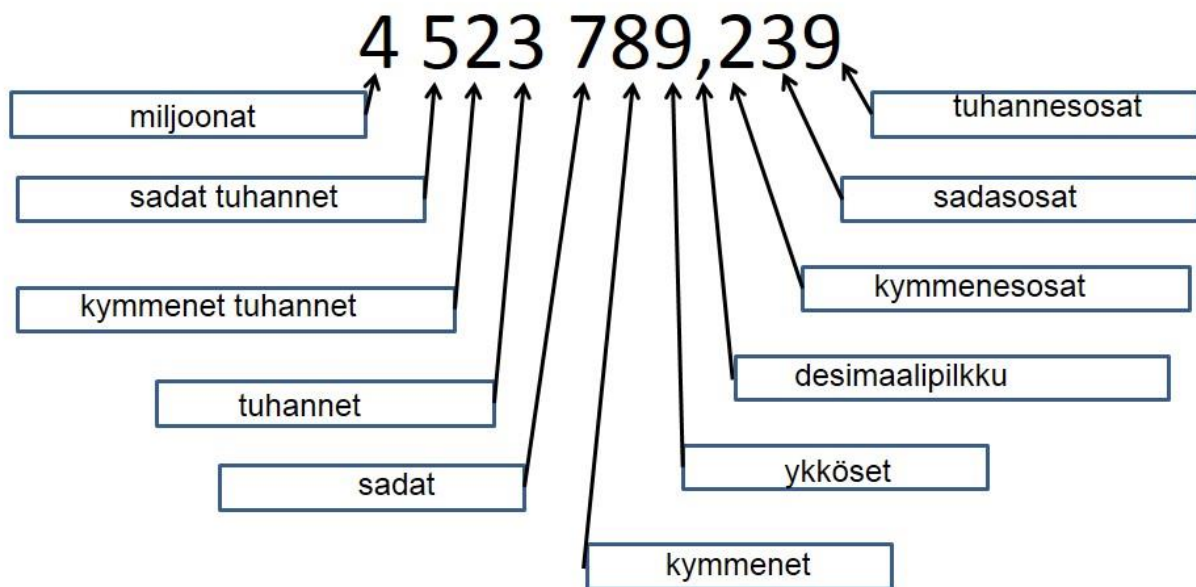 4 523 789,239
miljoonat
tuhannesosat
sadat tuhannet
sadasosat
kymmenet tuhannet
kymmenesosat
desimaalipilkku
tuhannet
sadat
ykköset
kymmenet